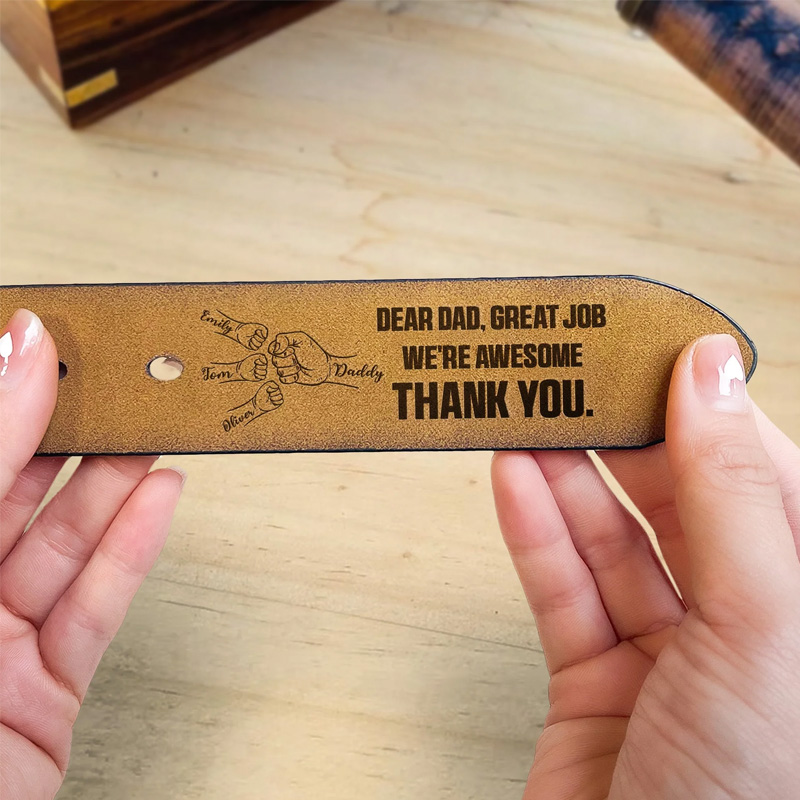 Emily
Tom
Daddy
Oliver
DEAR DAD, GREAT JOB
WE'RE AWESOME
THANK YOU.